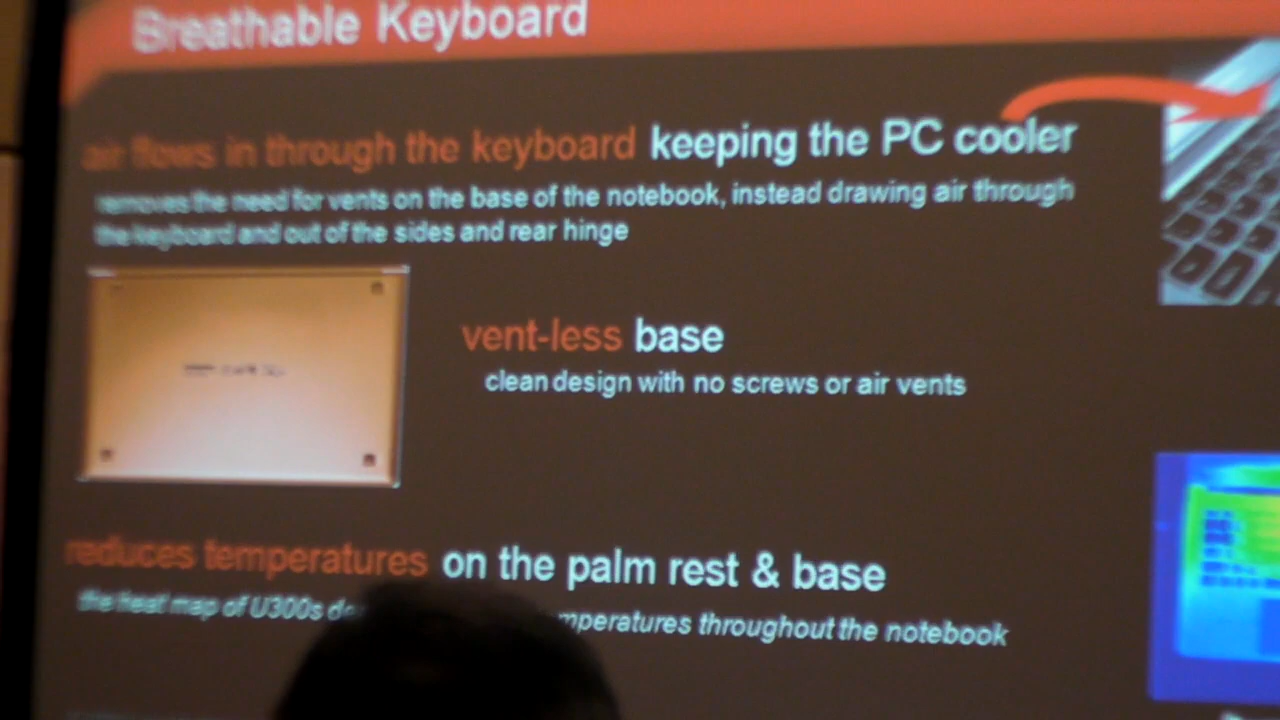 Breathable Keyboard
air flows in through the keyboard keeping the PC cooler
removes the need for vents on the base of the notebook, instead drawing air through
the keyboard and out of the sides and rear hinge
vent-less base
clean design with no screws or air vents
reduces temperatures on the palm rest & base
the heat map of U300s throughout the notebook